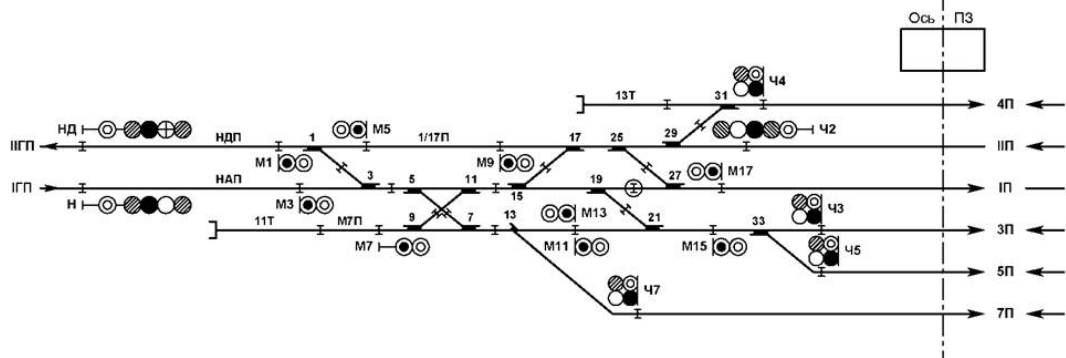 Ось ПЗ
Ч4
13Т 31 4П
НД НДП 1 М5 1/17П 17 25 29 Ч2
IIГП IIП
М1 М9 М17
IГП НАП 3 5 11 15 19 27 IП
Н М3 9 7 13 М13 21 33 Ч3
11Т М7П 3П
М7 М11 М15 Ч5
5П
Ч7
7П